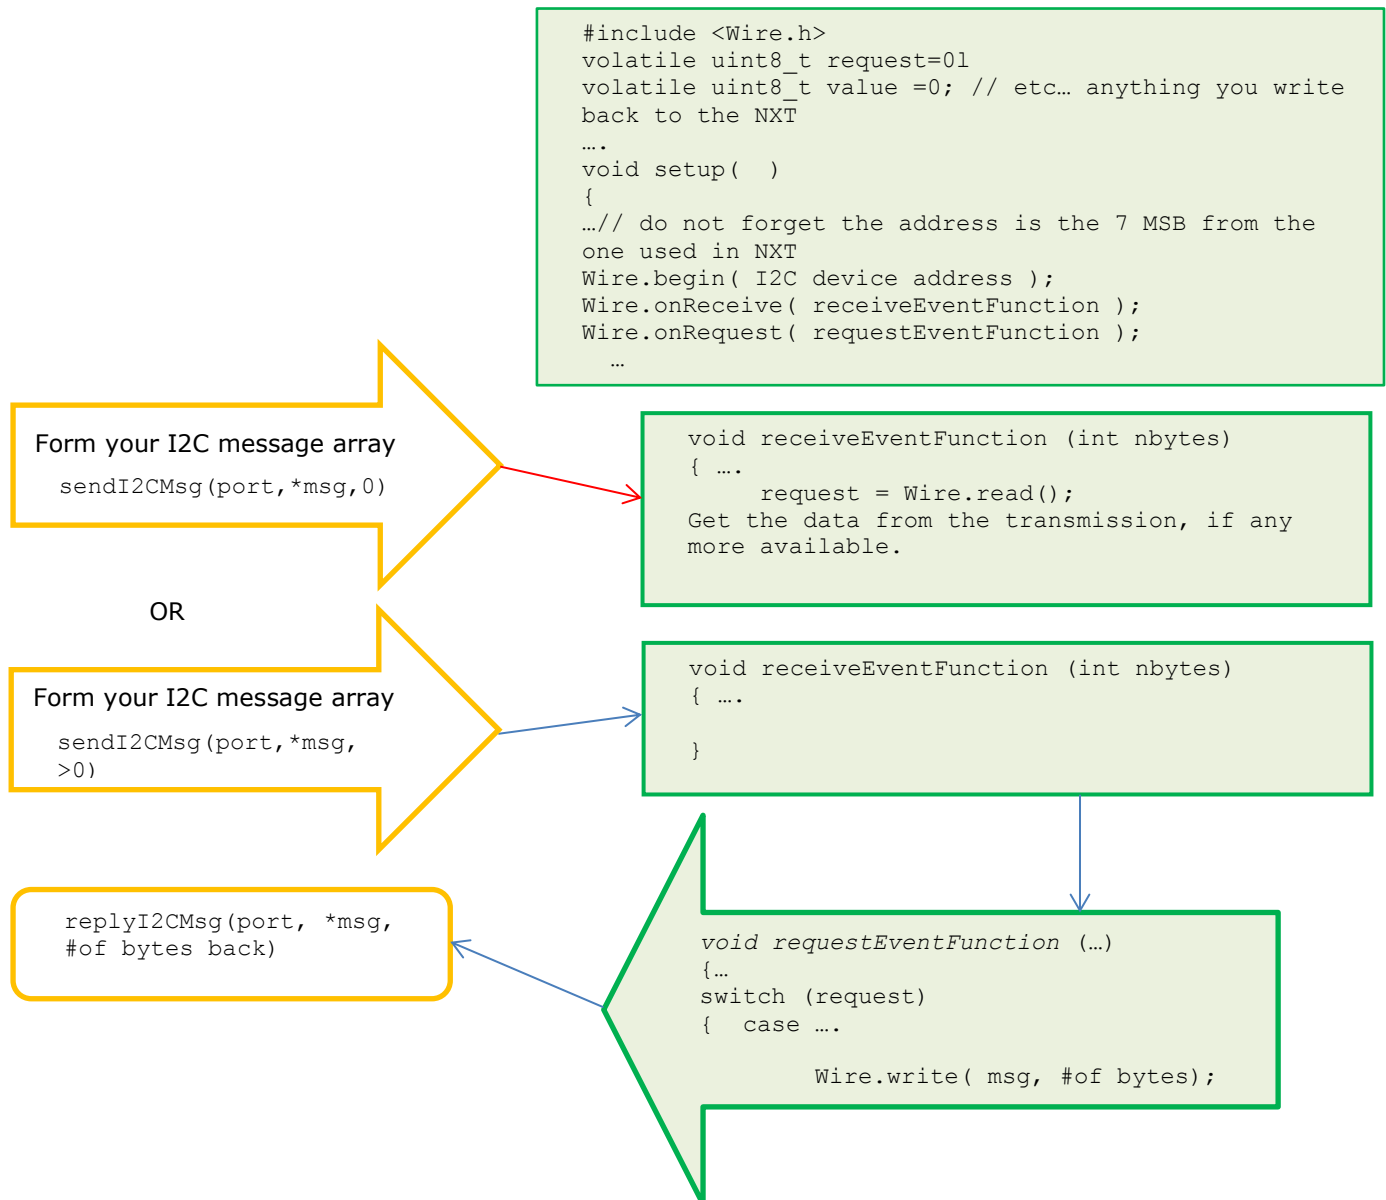 #include <Wire.h>
volatile uint8_t request=0l
volatile uint8_t value =0; // etc… anything you write
back to the NXT
….
void setup(  )
{
…// do not forget the address is the 7 MSB from the
one used in NXT
Wire.begin( I2C device address );
Wire.onReceive( receiveEventFunction );
Wire.onRequest( requestEventFunction );
…
Form your I2C message array
sendI2CMsg(port,*msg,0)
void receiveEventFunction (int nbytes)
{ ….
request = Wire.read();
Get the data from the transmission, if any
more available.
OR
Form your I2C message array
sendI2CMsg(port,*msg,
>0)
void receiveEventFunction (int nbytes)
{ ….
}
replyI2CMsg(port, *msg,
#of bytes back)
void requestEventFunction (…)
{…
switch (request)
{  case ….
Wire.write( msg, #of bytes);